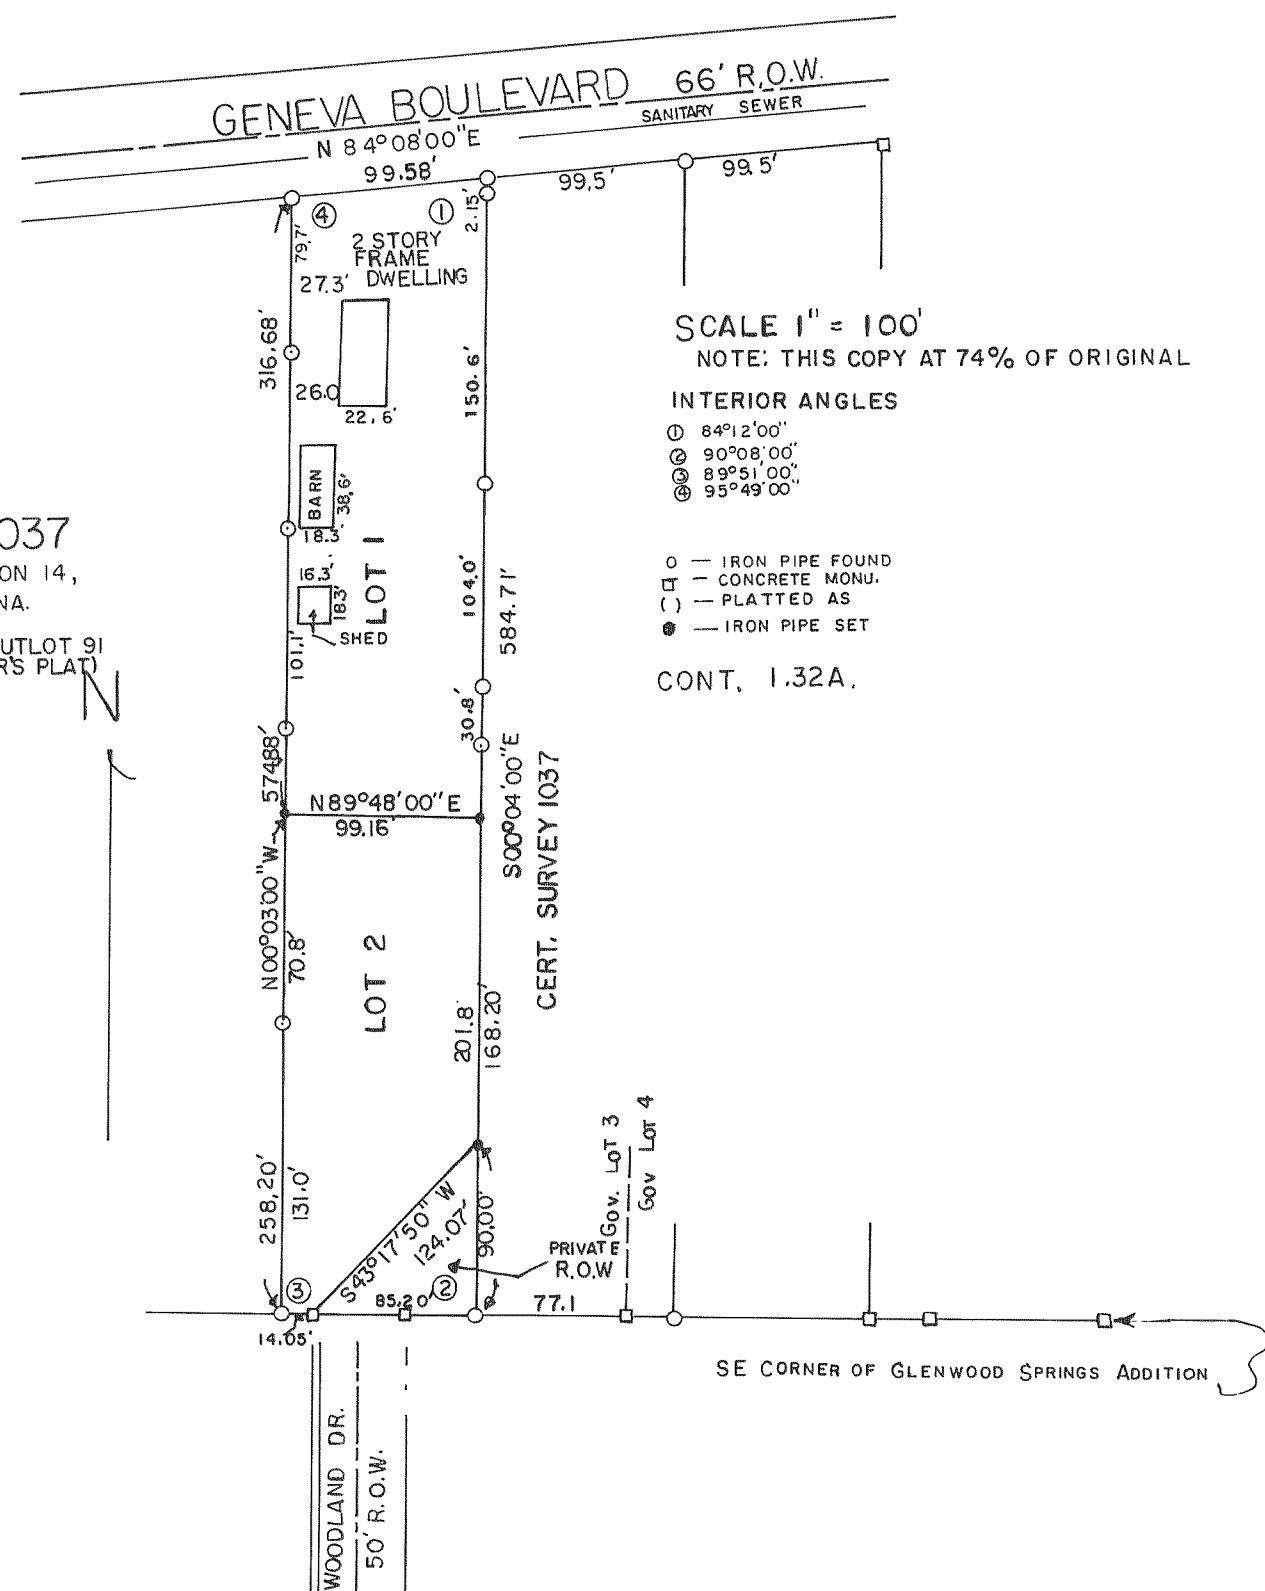 GENEVA BOULEVARD 66' R.O.W.
SANITARY SEWER
N 84°08'00"E
99.58'
99.5'
99.5'
④
①
2.15'
79.7'
2 STORY
FRAME
DWELLING
27.3'
316.68'
26.0
22.6'
150.6'
SCALE 1" = 100'
NOTE: THIS COPY AT 74% OF ORIGINAL
INTERIOR ANGLES
① 84°12'00"
② 90°08'00"
③ 89°51'00"
④ 95°49'00"
BARN
38.6'
18.3'
037
ON 14,
NA.
UTLOT 91
R'S PLAT)
N
LOT 1
16.3'
18.3'
SHED
101.1'
104.0'
584.71'
O — IRON PIPE FOUND
— CONCRETE MONU.
( ) — PLATTED AS
● — IRON PIPE SET
CONT. 1.32A.
30.8'
574.88'
N89°48'00"E
99.16'
S00°04'00"E
CERT. SURVEY 1037
N00°03'00"W
70.8'
LOT 2
201.8'
168.20'
GOV. LOT 3
GOV LOT 4
258.20'
131.0'
S43°17'50"W
124.07'
90.00'
PRIVATE
R.O.W
③
85.20'
②
77.1
14.05'
SE CORNER OF GLENWOOD SPRINGS ADDITION
WOODLAND DR.
50' R.O.W.